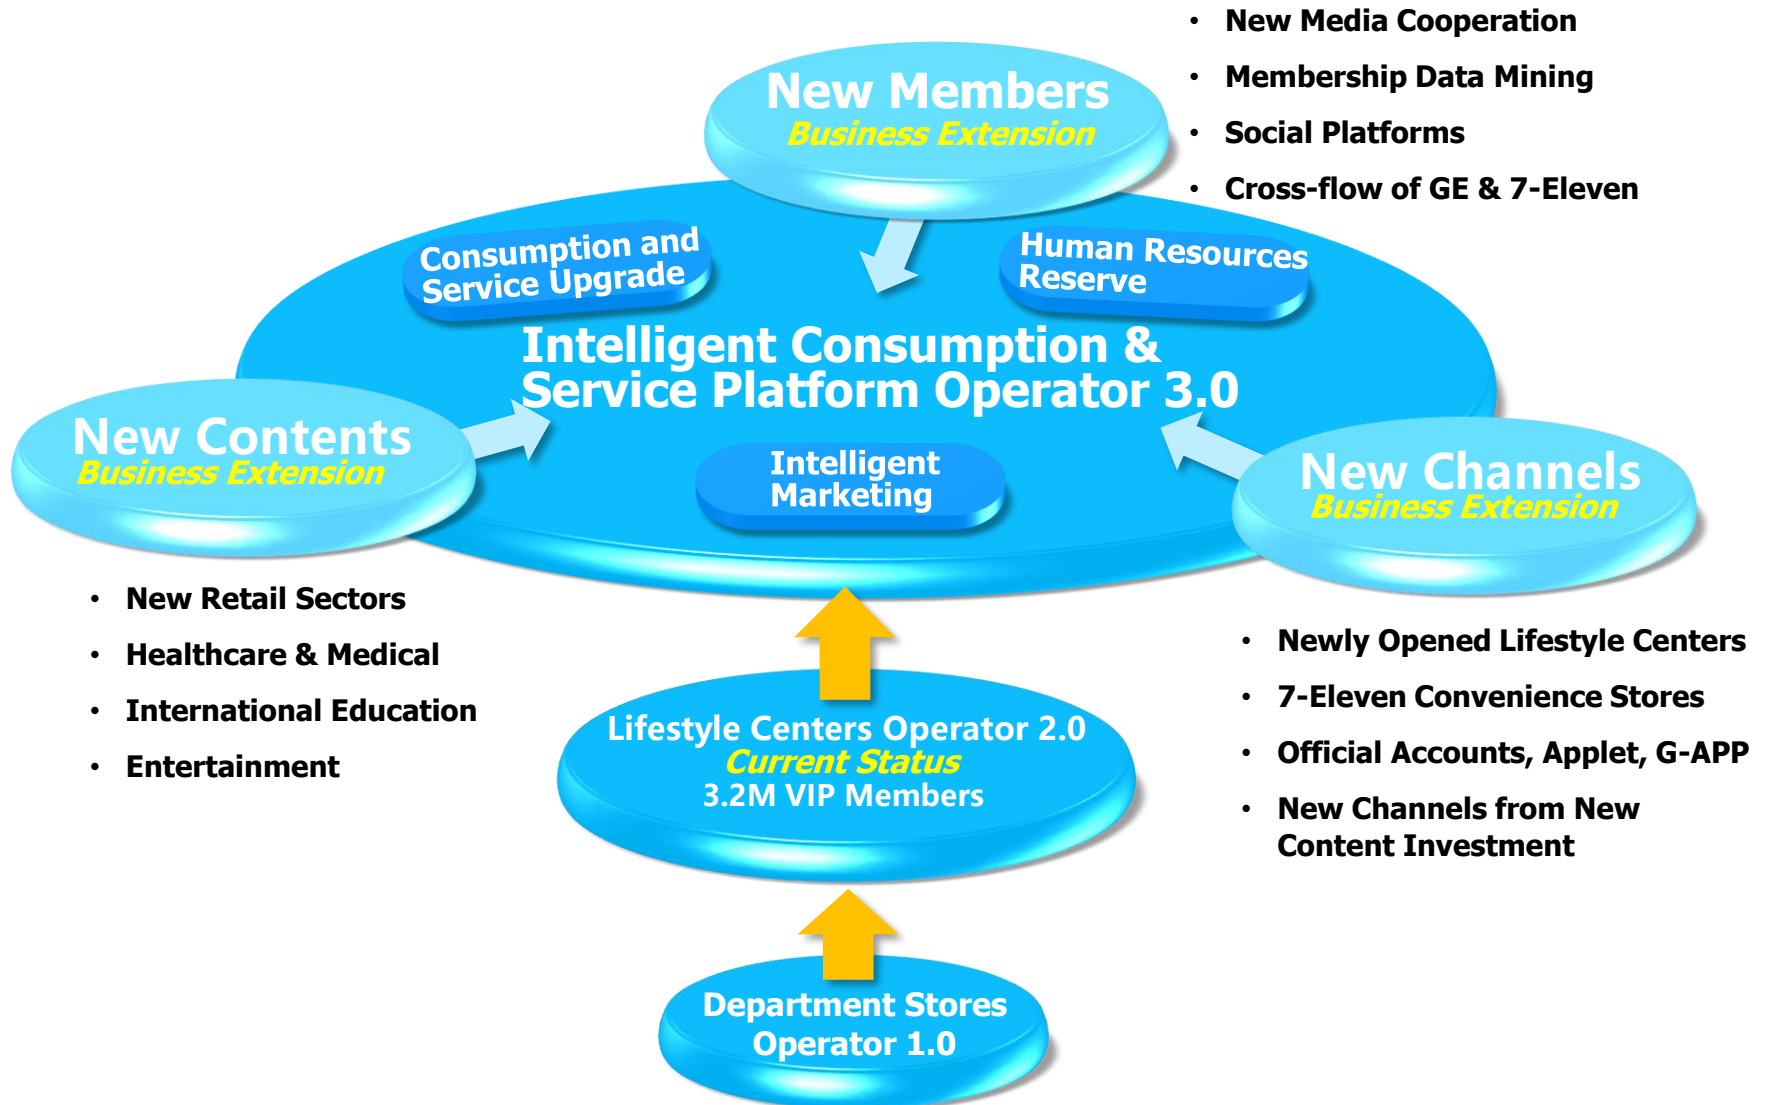 • New Media Cooperation
• Membership Data Mining
• Social Platforms
• Cross-flow of GE & 7-Eleven
New Members
Business Extension
Consumption and
Service Upgrade
Human Resources
Reserve
Intelligent Consumption &
Service Platform Operator 3.0
New Contents
Business Extension
Intelligent
Marketing
New Channels
Business Extension
• New Retail Sectors
• Healthcare & Medical
• International Education
• Entertainment
• Newly Opened Lifestyle Centers
• 7-Eleven Convenience Stores
• Official Accounts, Applet, G-APP
• New Channels from New
Content Investment
Lifestyle Centers Operator 2.0
Current Status
3.2M VIP Members
Department Stores
Operator 1.0